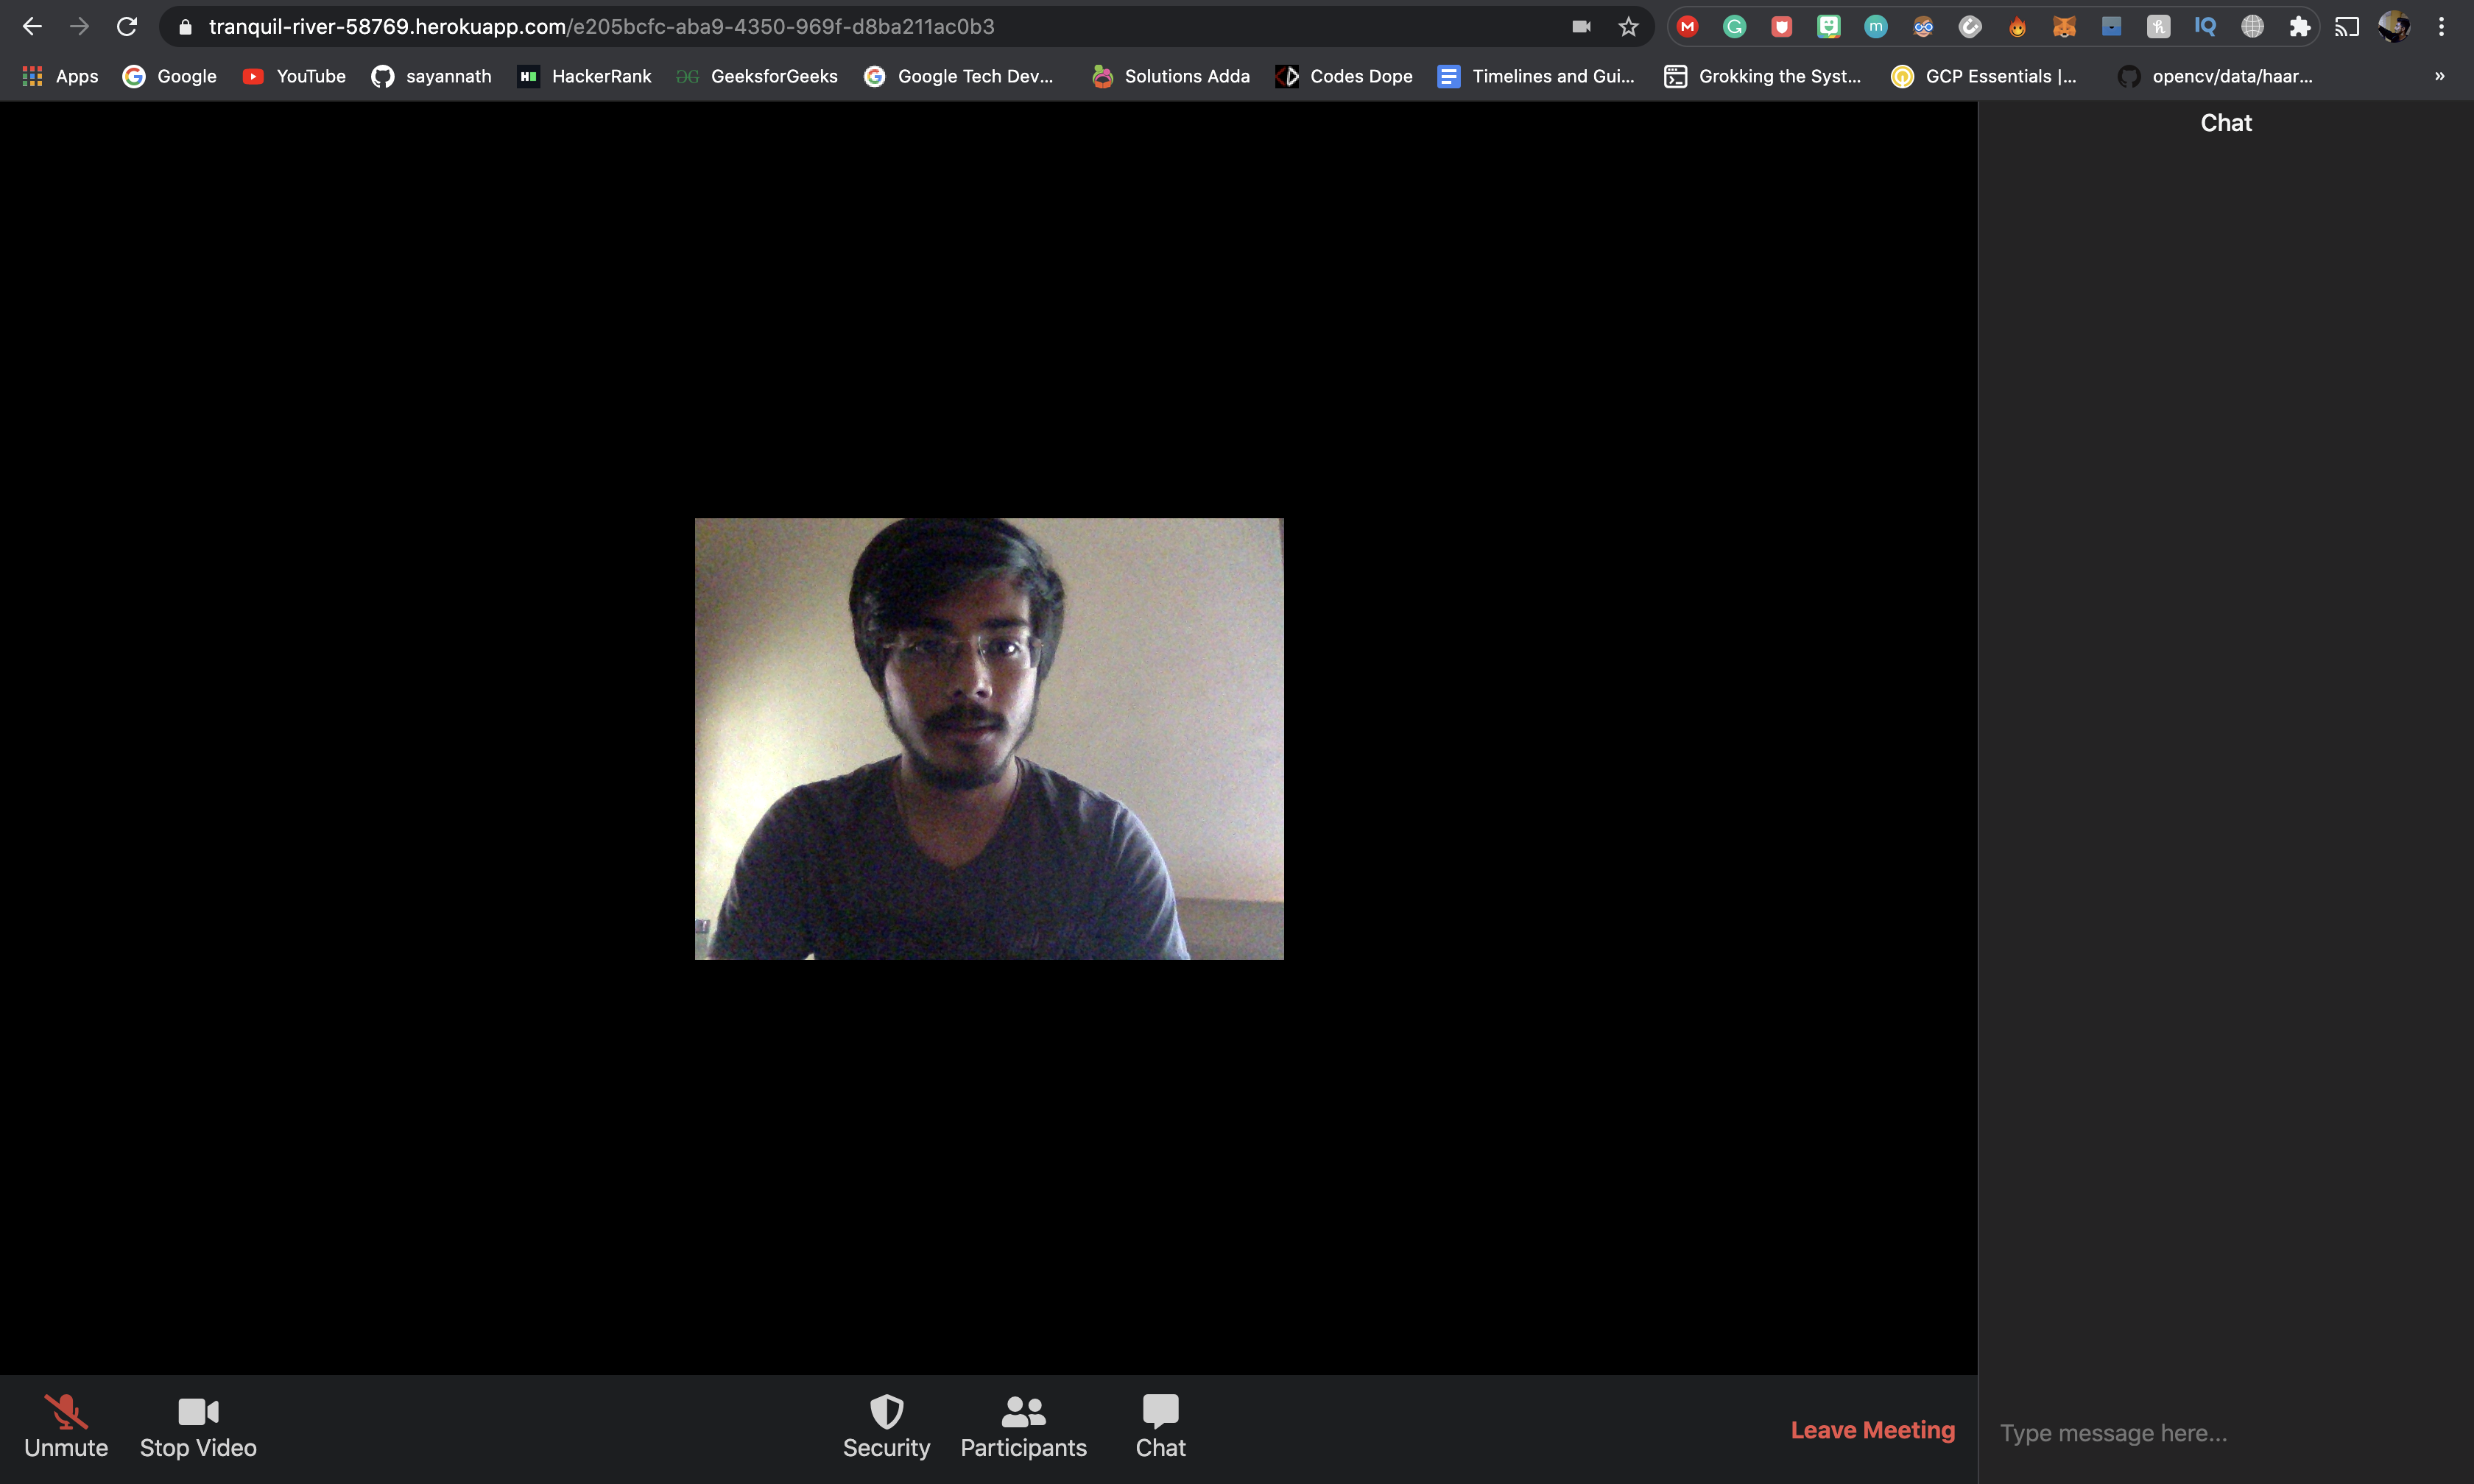 tranquil-river-58769.herokuapp.com/e205bcfc-aba9-4350-969f-d8ba211ac0b3
Apps Google YouTube sayannath HackerRank GeeksforGeeks Google Tech Dev... Solutions Adda Codes Dope Timelines and Gui... Grokking the Syst... GCP Essentials |... opencv/data/haar... »
Chat
Unmute Stop Video Security Participants Chat Leave Meeting
Type message here...